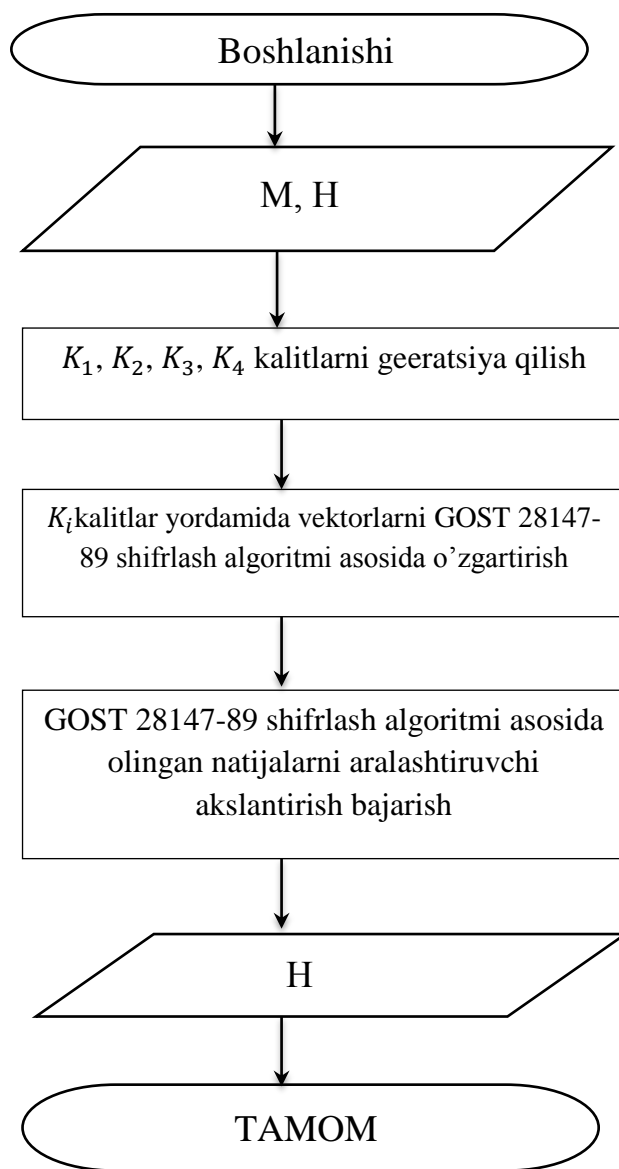 Boshlanishi
M, H
K₁, K₂, K₃, K₄ kalitlarni geeratsiya qilish
Kᵢkalitlar yordamida vektorlarni GOST 28147-
89 shifrlash algoritmi asosida o’zgartirish
GOST 28147-89 shifrlash algoritmi asosida
olingan natijalarni aralashtiruvchi
akslantirish bajarish
H
TAMOM